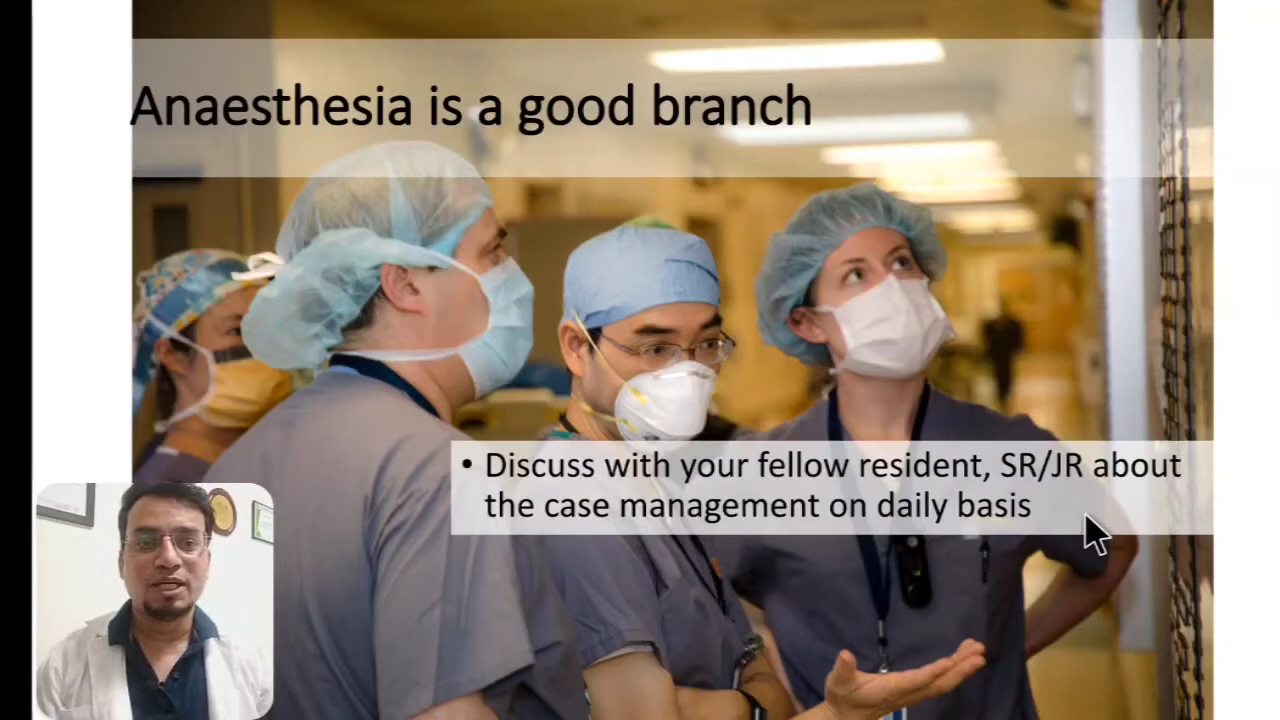 Anaesthesia is a good branch
• Discuss with your fellow resident, SR/JR about
the case management on daily basis